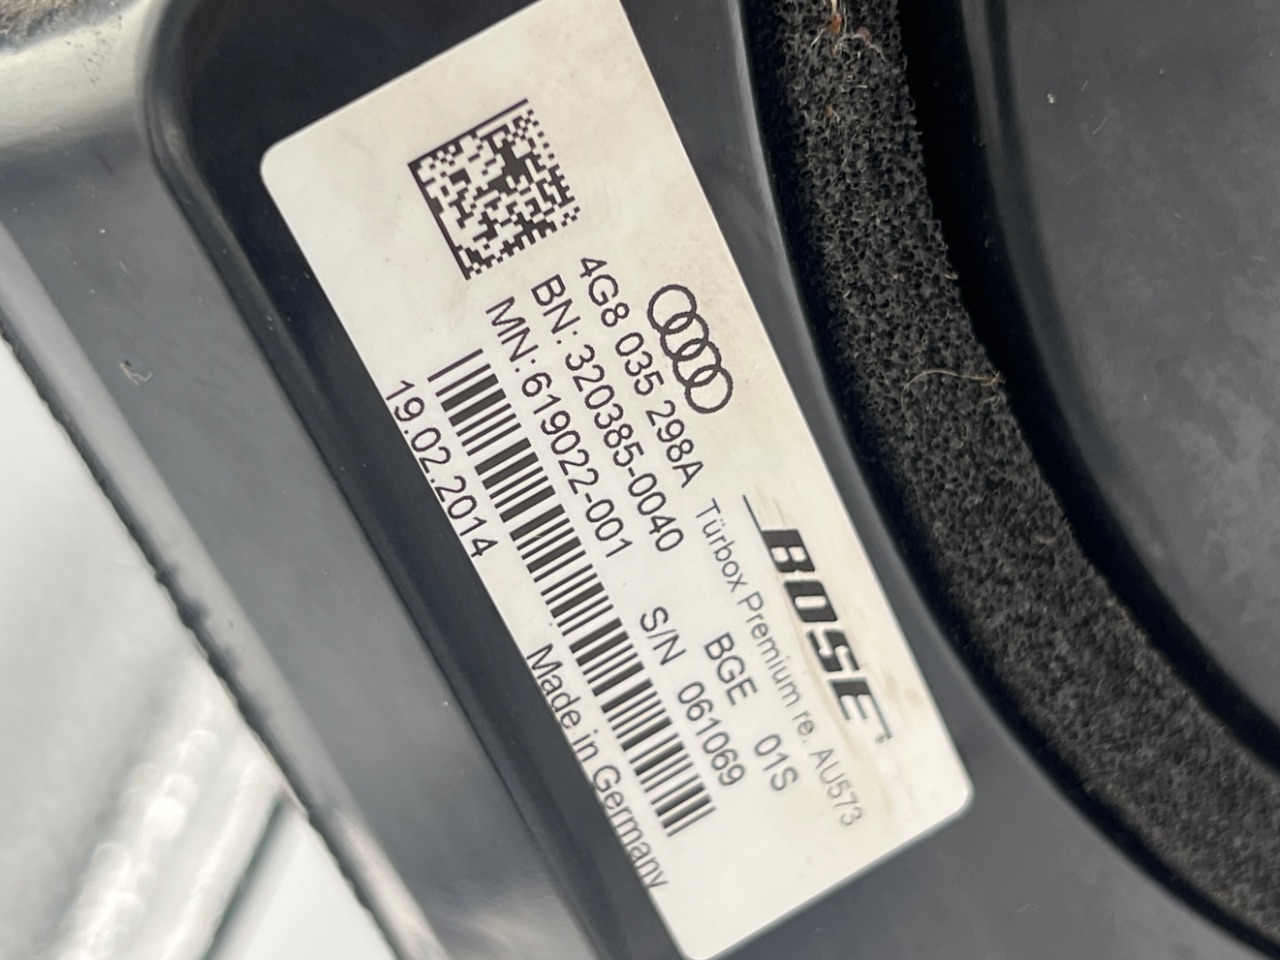 BOSE
Türbox Premium re. AU573
4G8 035 298A BGE 01S
BN: 320385-0040
MN: 619022-001 S/N 061069
19.02.2014 Made in Germany